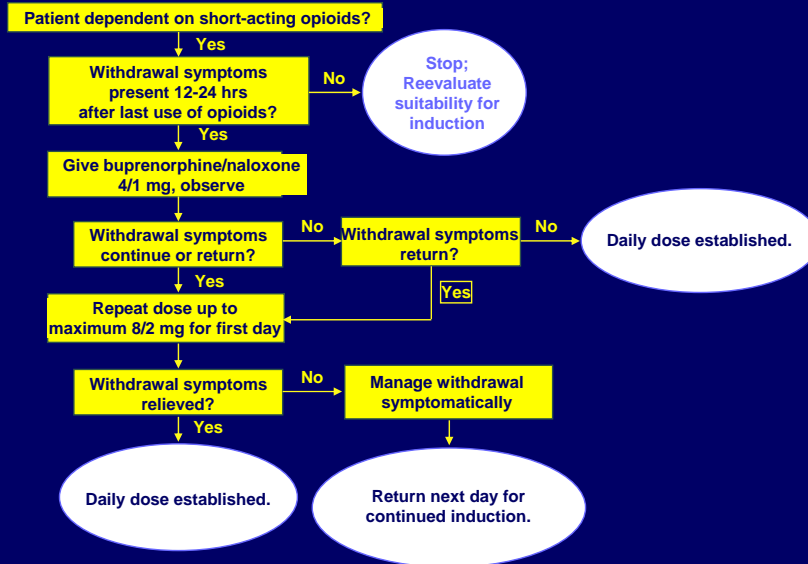 Patient dependent on short-acting opioids?
Yes
Withdrawal symptoms
present 12-24 hrs
after last use of opioids?
No
Stop;
Reevaluate
suitability for
induction
Yes
Give buprenorphine/naloxone
4/1 mg, observe
Withdrawal symptoms
continue or return?
No
Withdrawal symptoms
return?
No
Daily dose established.
Yes
Yes
Repeat dose up to
maximum 8/2 mg for first day
Withdrawal symptoms
relieved?
No
Manage withdrawal
symptomatically
Yes
Daily dose established.
Return next day for
continued induction.